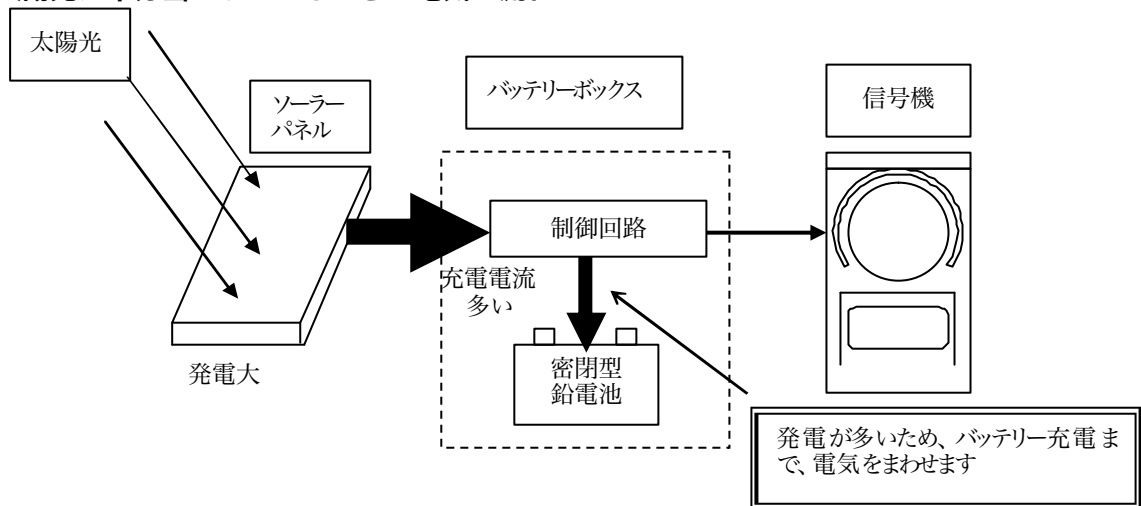 太陽光
ソーラー
パネル
バッテリーボックス
信号機
制御回路
充電電流
多い
密閉型
鉛電池
発電大
発電が多いため、バッテリー充電ま
で、電気をまわせます